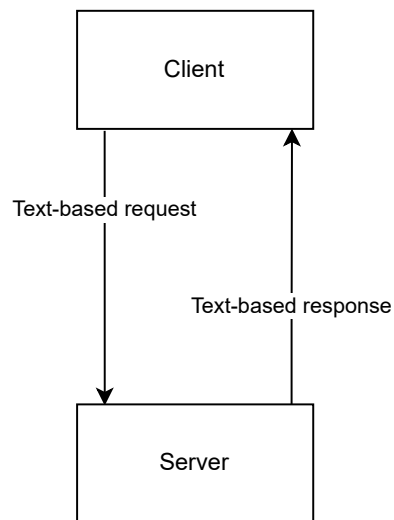 Client
Text-based request
Text-based response
Server